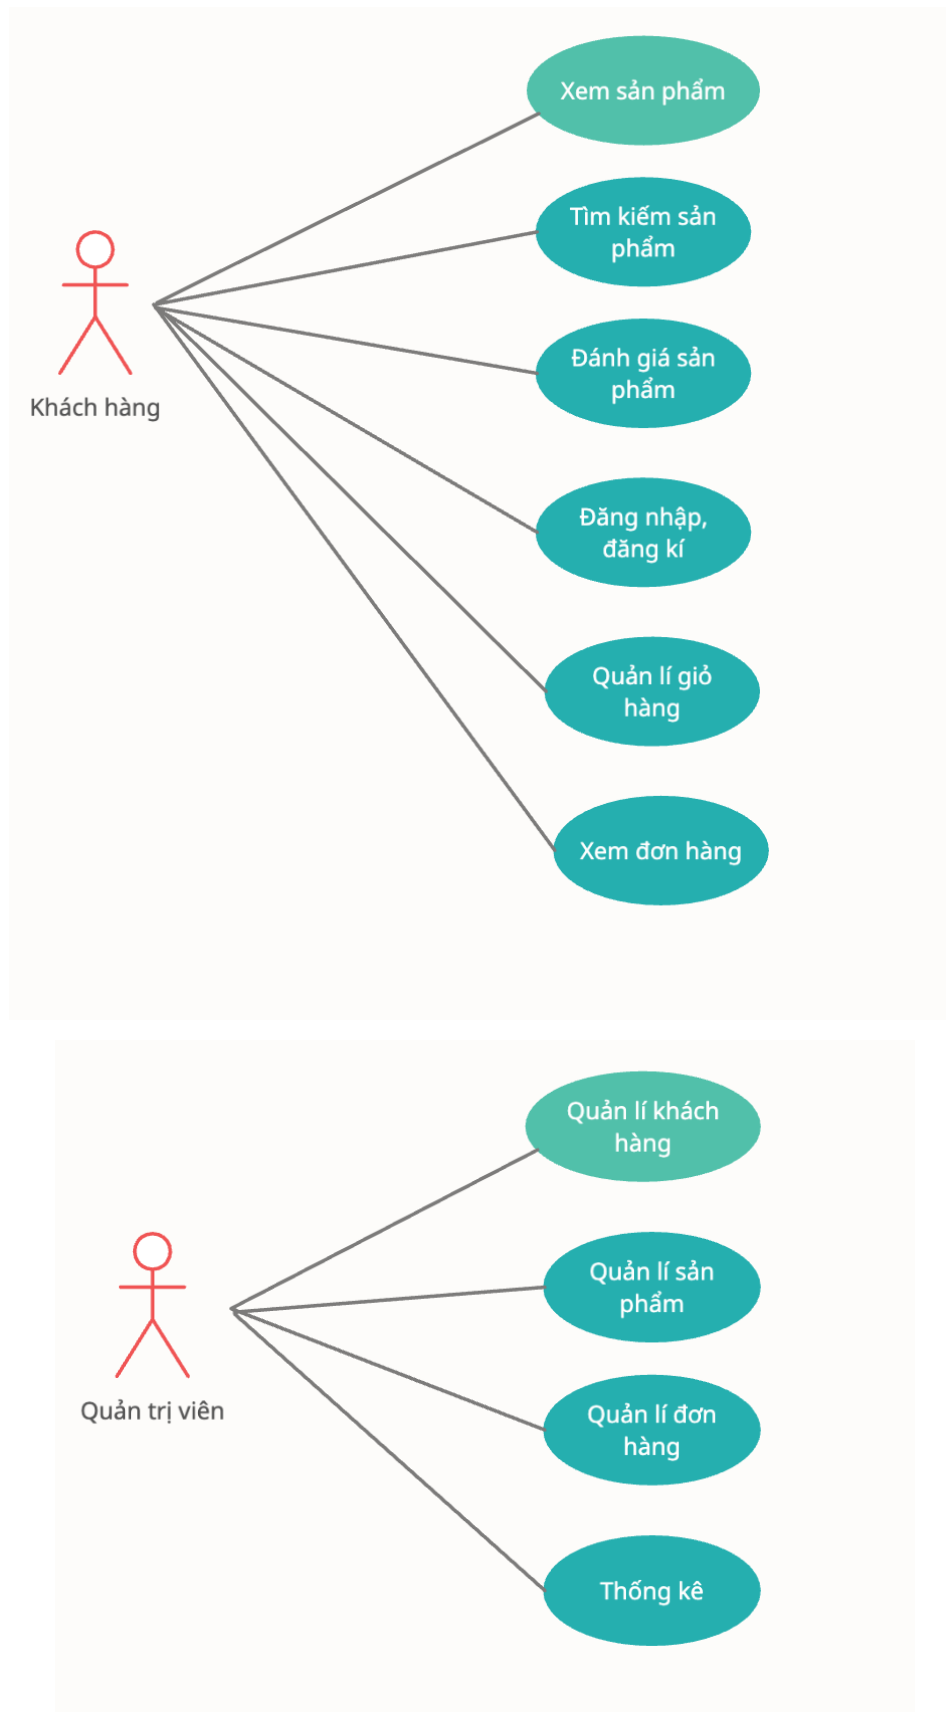 Xem sản phẩm
Tìm kiếm sản
phẩm
Đánh giá sản
phẩm
Khách hàng
Đăng nhập,
đăng kí
Quản lí giỏ
hàng
Xem đơn hàng
Quản lí khách
hàng
Quản lí sản
phẩm
Quản trị viên
Quản lí đơn
hàng
Thống kê